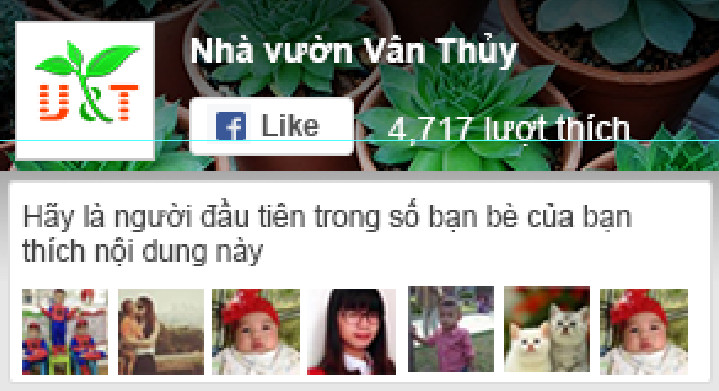 Nhà vườn Vân Thủy
U&T
Like
4,717 lượt thích
Hãy là người đầu tiên trong số bạn bè của bạn
thích nội dung này